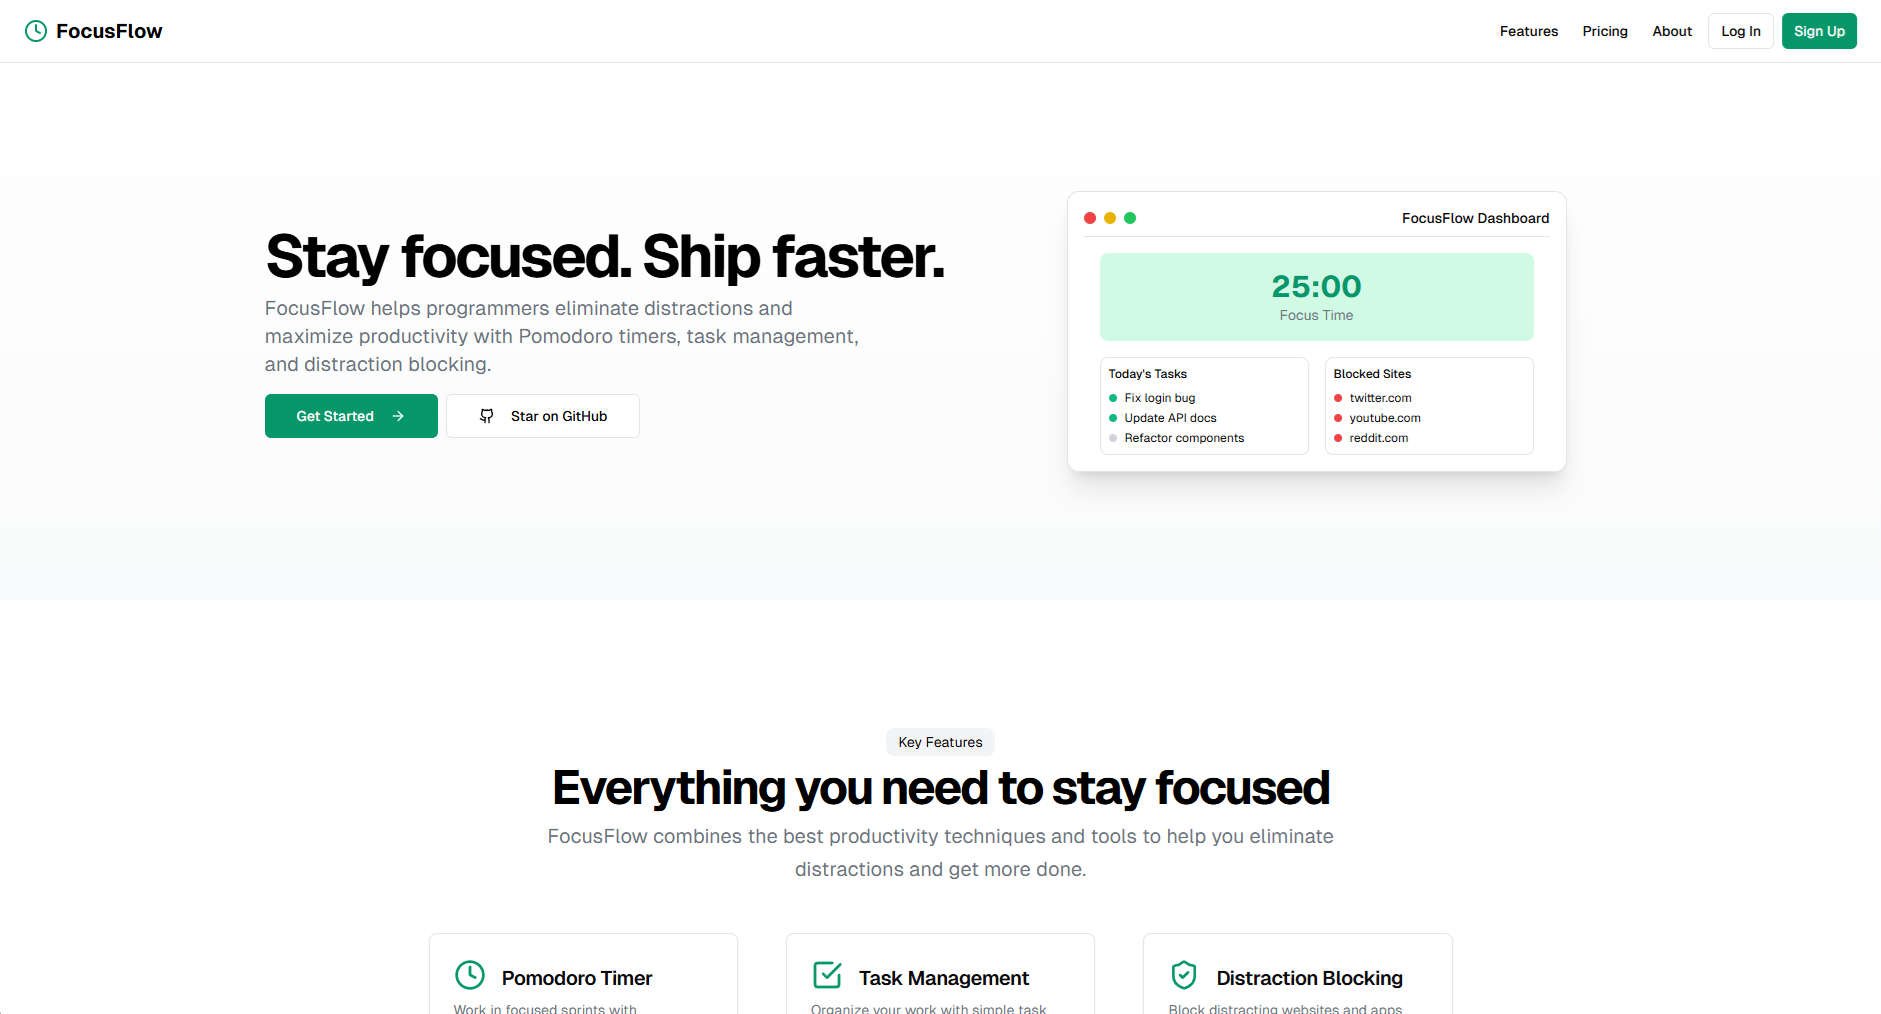 FocusFlow
Features
Pricing
About
Log In
Sign Up
Stay focused. Ship faster.
FocusFlow helps programmers eliminate distractions and
maximize productivity with Pomodoro timers, task management,
and distraction blocking.
Get Started
Star on GitHub
FocusFlow Dashboard
25:00
Focus Time
Today's Tasks
Fix login bug
Update API docs
Refactor components
Blocked Sites
twitter.com
youtube.com
reddit.com
Key Features
Everything you need to stay focused
FocusFlow combines the best productivity techniques and tools to help you eliminate
distractions and get more done.
Pomodoro Timer
Work in focused sprints with
Task Management
Organize your work with simple task
Distraction Blocking
Block distracting websites and apps